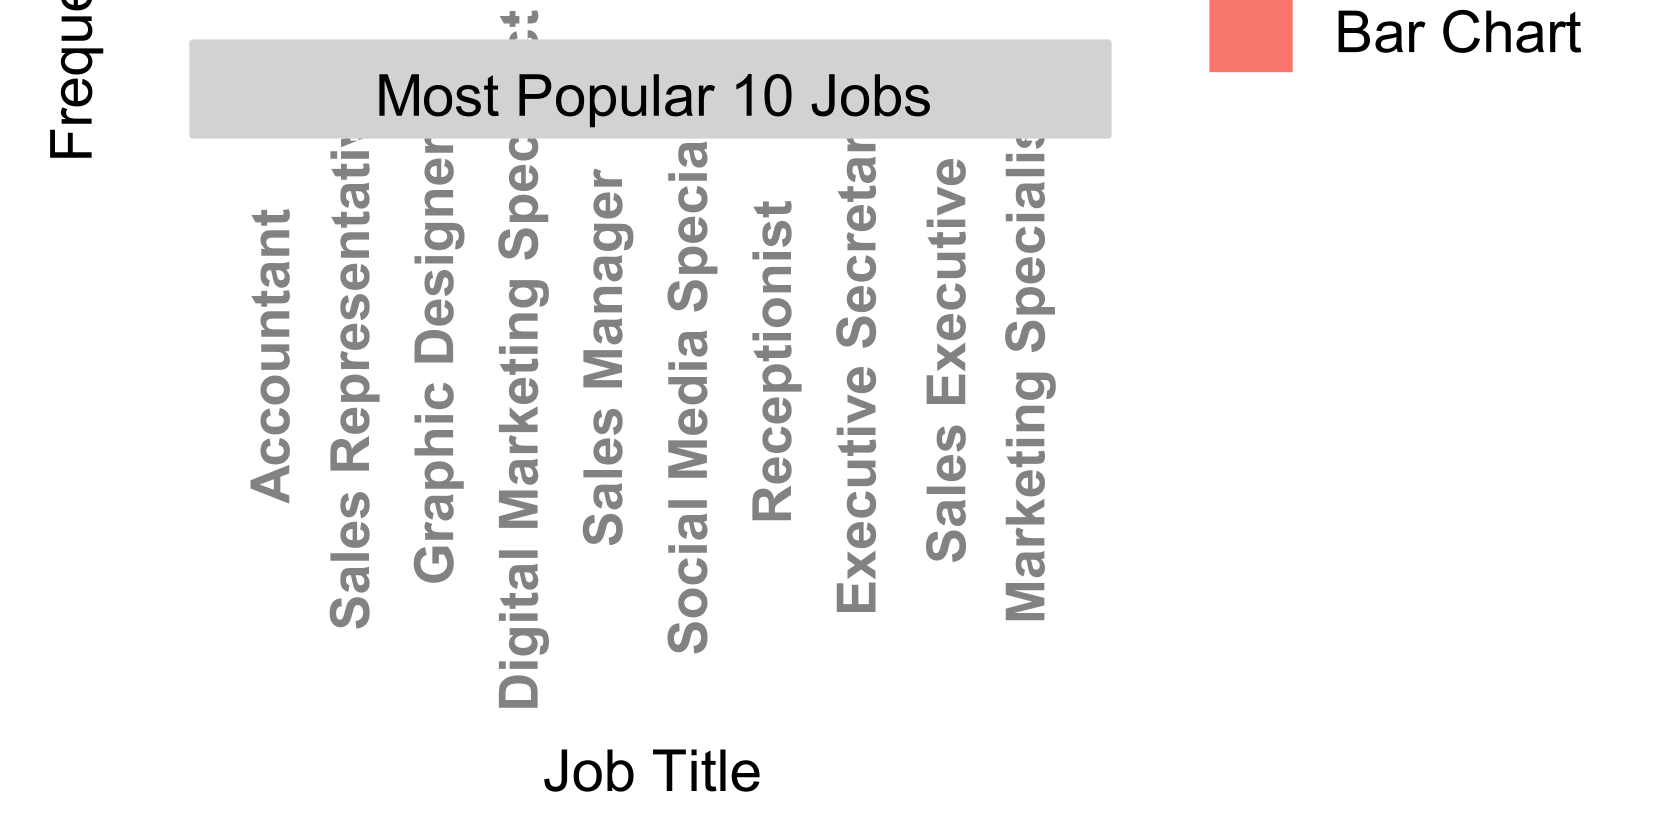 Freque
Bar Chart
Most Popular 10 Jobs
Accountant
Sales Representativ
Graphic Designer
Digital Marketing Spec
Sales Manager
Social Media Specia
Receptionist
Executive Secretar
Sales Executive
Marketing Specialis
Job Title